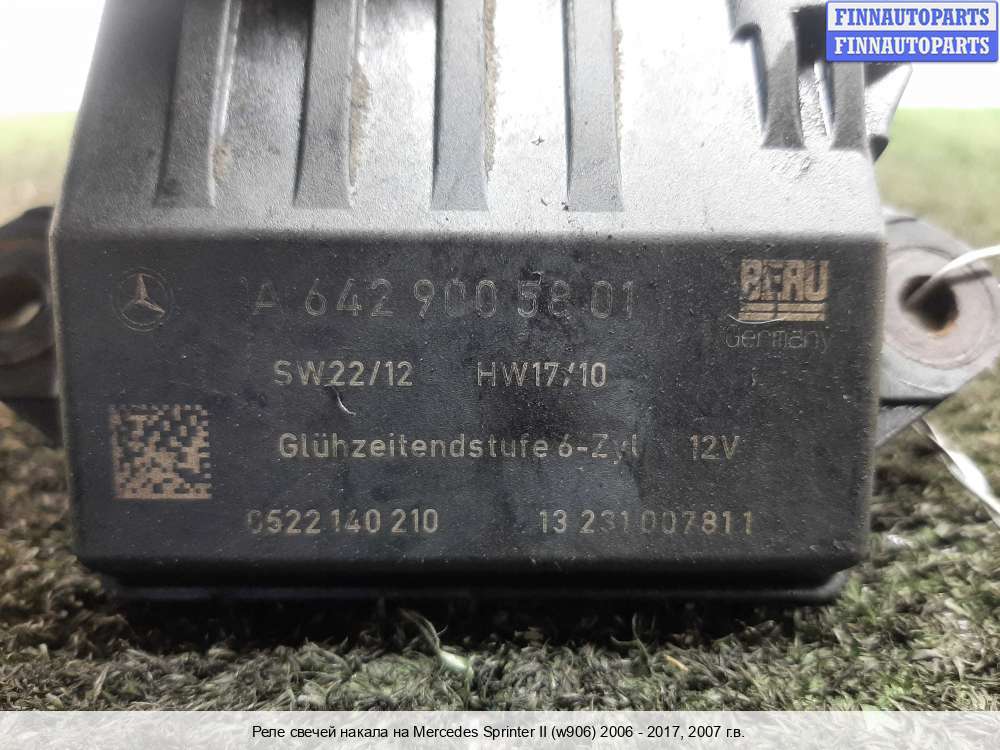 FINNAUTOPARTS
FINNAUTOPARTS
A 642 900 58 01
BERU
Germany
SW22/12 HW17/10
Glühzeitendstufe 6-Zyl 12V
0522 140 210 13 231 007811
Реле свечей накала на Mercedes Sprinter II (w906) 2006 - 2017, 2007 г.в.